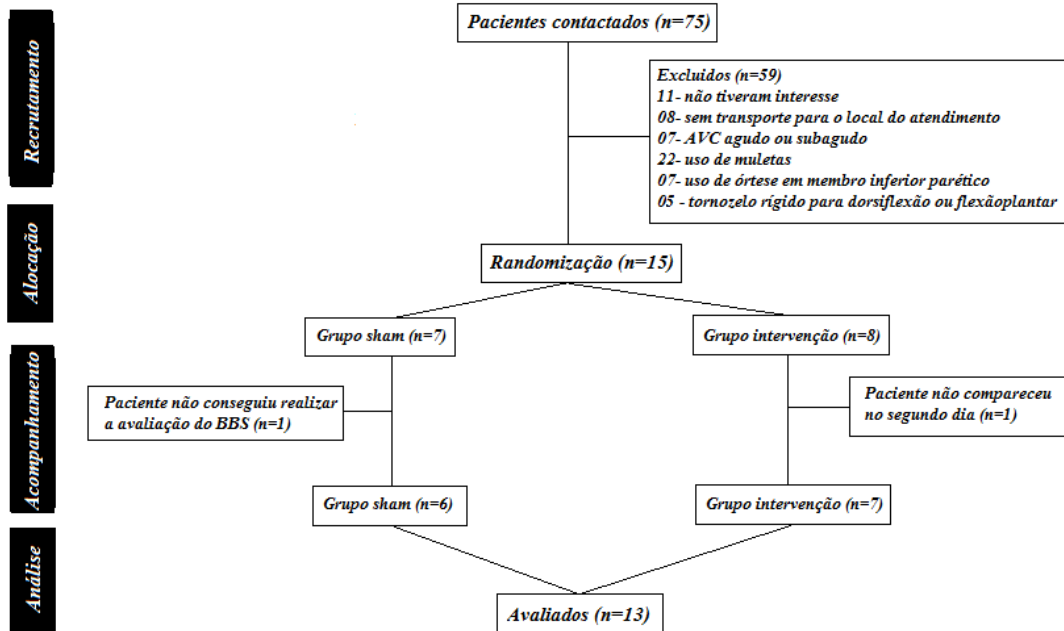 Recrutamento
Pacientes contactados (n=75)
Excluidos (n=59)
11- não tiveram interesse
08- sem transporte para o local do atendimento
07- AVC agudo ou subagudo
22- uso de muletas
07- uso de órtese em membro inferior parético
05 - tornozelo rígido para dorsiflexão ou flexãoplantar
Alocação
Randomização (n=15)
Grupo sham (n=7)
Grupo intervenção (n=8)
Acompanhamento
Paciente não conseguiu realizar
a avaliação do BBS (n=1)
Paciente não compareceu
no segundo dia (n=1)
Grupo sham (n=6)
Grupo intervenção (n=7)
Análise
Avaliados (n=13)